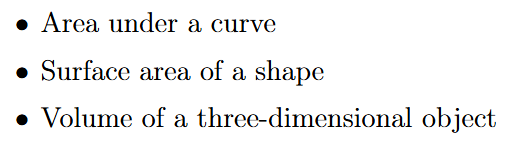 • Area under a curve
• Surface area of a shape
• Volume of a three-dimensional object